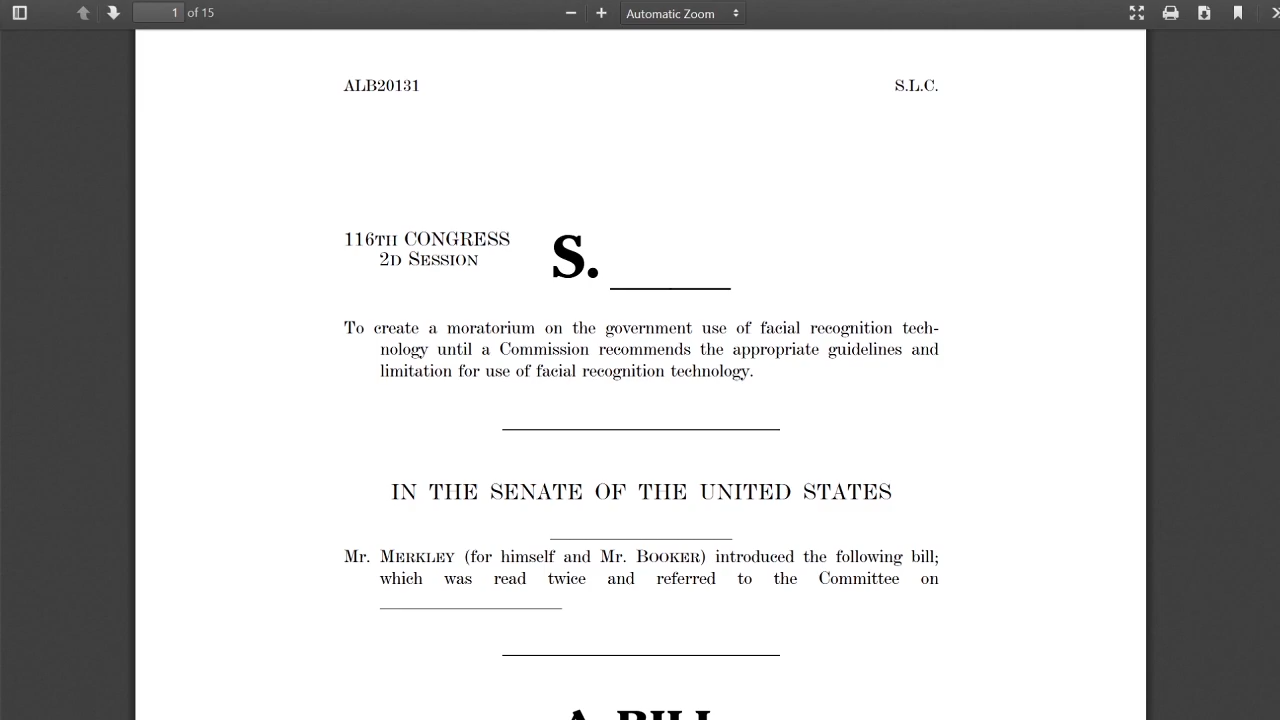 1 of 15 Automatic Zoom
ALB20131 S.L.C.
116TH CONGRESS
2D SESSION
S.
To create a moratorium on the government use of facial recognition tech-
nology until a Commission recommends the appropriate guidelines and
limitation for use of facial recognition technology.
IN THE SENATE OF THE UNITED STATES
Mr. MERKLEY (for himself and Mr. BOOKER) introduced the following bill;
which was read twice and referred to the Committee on
A BILL